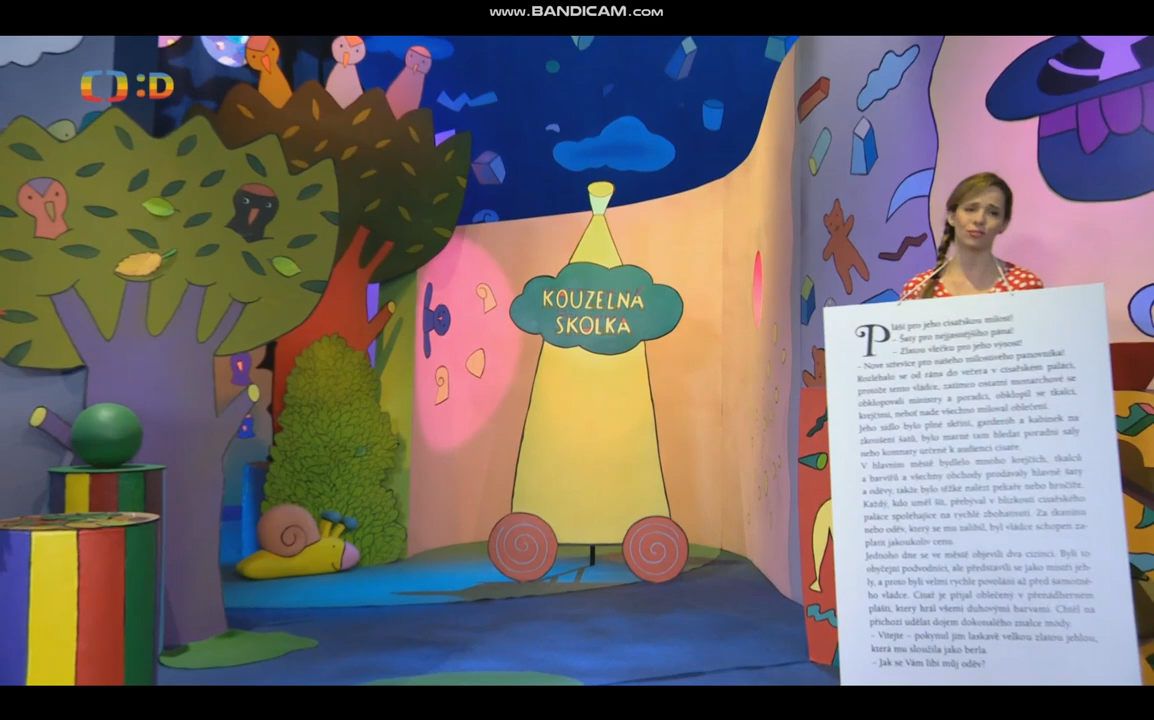 WWW.BANDICAM.COM
:D
KOUZELNÁ
ŠKOLKA
Plášť pro jeho císařskou milost!
– Šaty pro nejjasnějšího pána!
– Zlatou vlečku pro jeho výsost!
– Nové střevíce pro našeho milostivého panovníka!
Rozléhalo se od rána do večera v císařském paláci,
protože tento vládce, zatímco ostatní monarchové se
obklopovali ministry a poradci, obklopil se tkalci,
krejčími, neboť nade všechno miloval oblečení.
Jeho sídlo bylo plné skříní, garderob a kabinek na
zkoušení šatů, bylo marné tam hledat poradní sály
nebo komnaty určené k audienci císaře.
V hlavním městě bydlelo mnoho krejčích, tkalců
a barvířů a všechny obchody prodávaly hlavně šaty
a oděvy, takže bylo těžké nalézt pekaře nebo hrnčíře.
Každý, kdo uměl šít, přebýval v blízkosti císařského
paláce spoléhajíce na rychlé zbohatnutí. Za tkaninu
nebo oděv, který se mu zalíbil, byl vládce schopen za-
platit jakoukoliv cenu.
Jednoho dne se ve městě objevili dva cizinci. Byli to
obyčejní podvodníci, ale představili se jako mistři jeh-
ly, a proto byli velmi rychle povoláni až před samotné-
ho vládce. Císař je přijal oblečený v přenádherném
plášti, který hrál všemi duhovými barvami. Chtěl na
příchozí udělat dojem dokonalého znalce módy.
– Vítejte – pokynul jim laskavě velkou zlatou jehlou,
která mu sloužila jako berla.
– Jak se Vám líbí můj oděv?